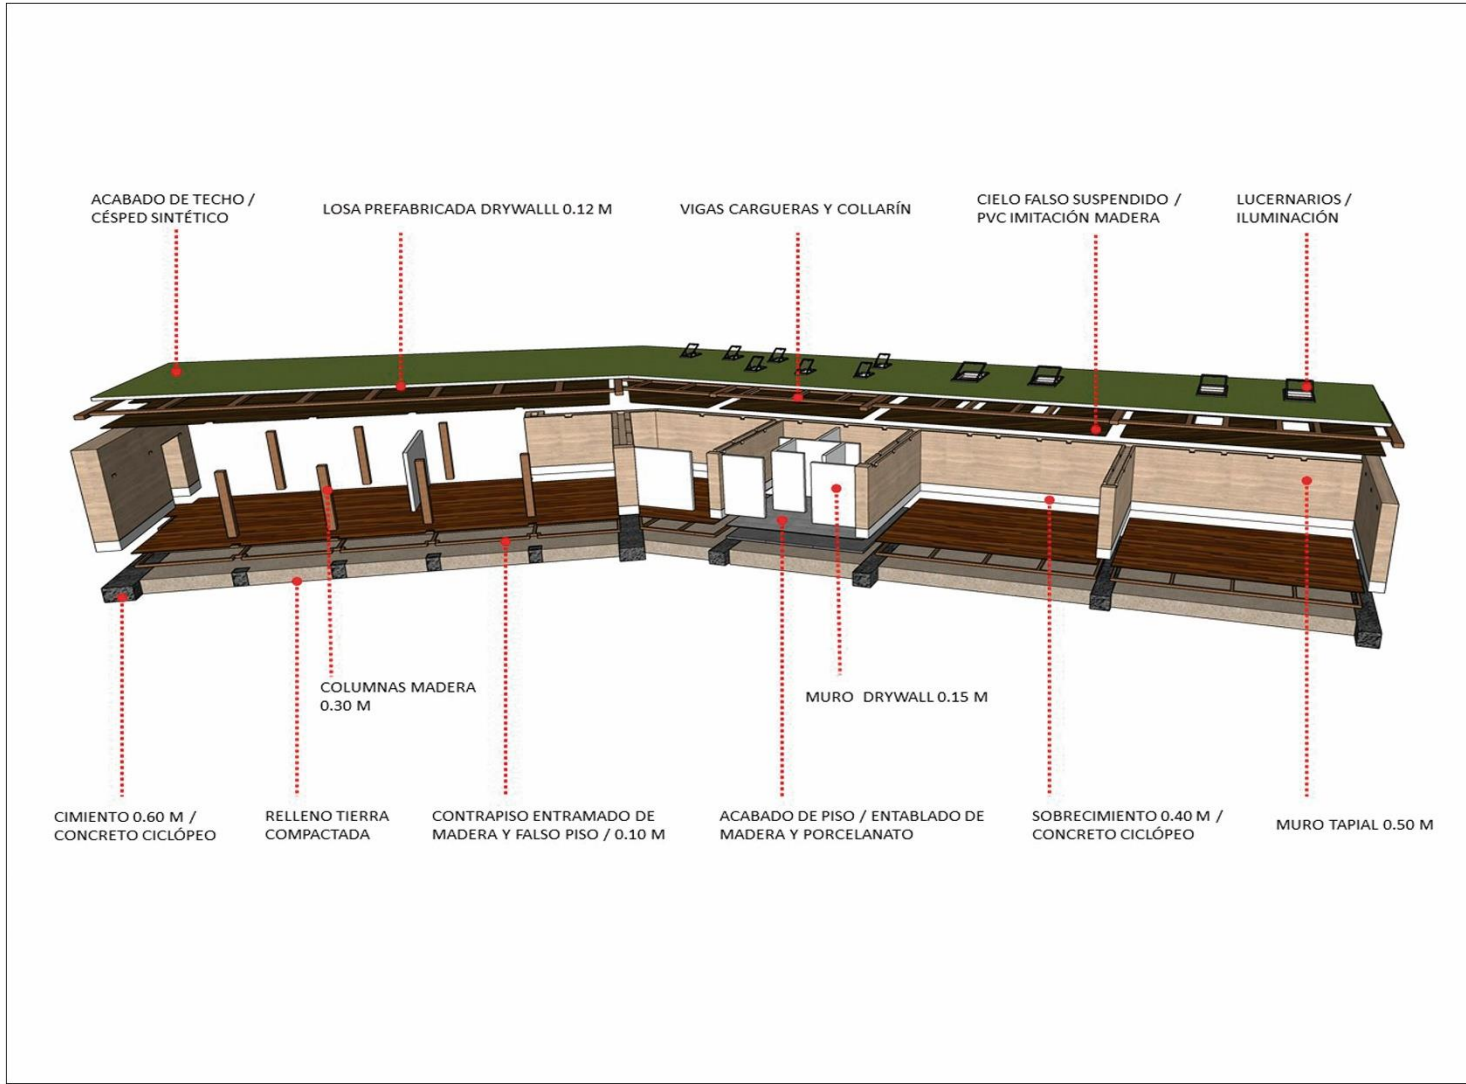 ACABADO DE TECHO /
CÉSPED SINTÉTICO
LOSA PREFABRICADA DRYWALLL 0.12 M
VIGAS CARGUERAS Y COLLARÍN
CIELO FALSO SUSPENDIDO /
PVC IMITACIÓN MADERA
LUCERNARIOS /
ILUMINACIÓN
COLUMNAS MADERA
0.30 M
MURO DRYWALL 0.15 M
CIMIENTO 0.60 M /
CONCRETO CICLÓPEO
RELLENO TIERRA
COMPACTADA
CONTRAPISO ENTRAMADO DE
MADERA Y FALSO PISO / 0.10 M
ACABADO DE PISO / ENTABLADO DE
MADERA Y PORCELANATO
SOBRECIMIENTO 0.40 M /
CONCRETO CICLÓPEO
MURO TAPIAL 0.50 M